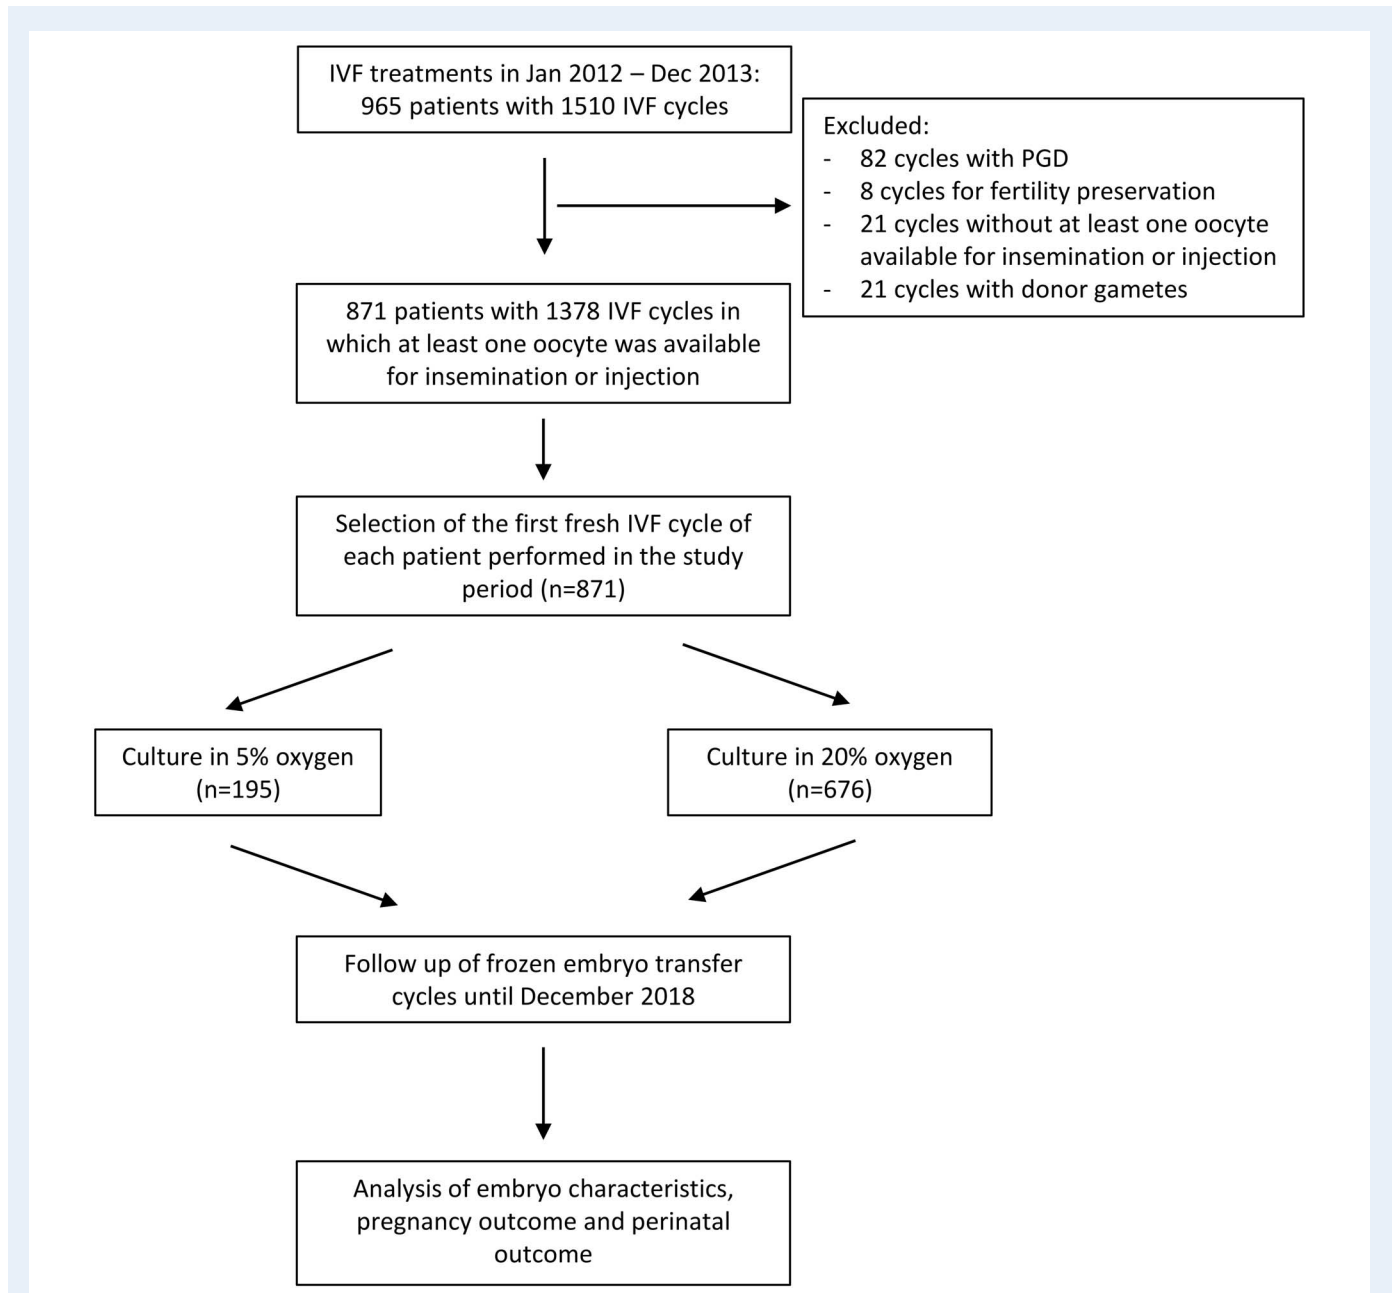 IVF treatments in Jan 2012 – Dec 2013:
965 patients with 1510 IVF cycles
Excluded:
- 82 cycles with PGD
- 8 cycles for fertility preservation
- 21 cycles without at least one oocyte
available for insemination or injection
- 21 cycles with donor gametes
871 patients with 1378 IVF cycles in
which at least one oocyte was available
for insemination or injection
Selection of the first fresh IVF cycle of
each patient performed in the study
period (n=871)
Culture in 5% oxygen
(n=195)
Culture in 20% oxygen
(n=676)
Follow up of frozen embryo transfer
cycles until December 2018
Analysis of embryo characteristics,
pregnancy outcome and perinatal
outcome